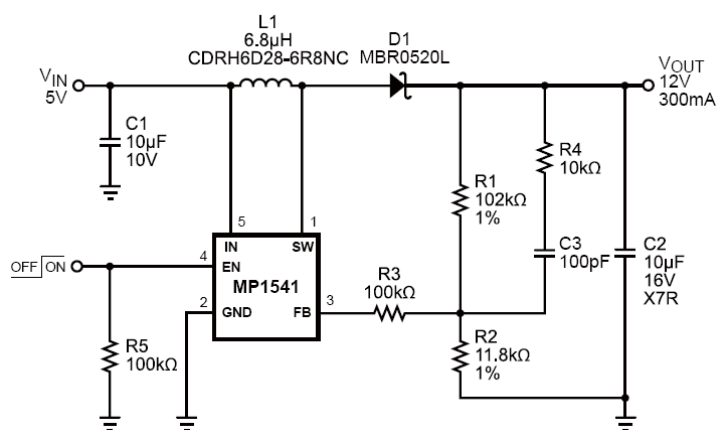 L1
6.8µH
CDRH6D28-6R8NC
D1
MBR0520L
VIN
5V
VOUT
12V
300mA
C1
10µF
10V
R4
10kΩ
R1
102kΩ
1%
5
1
IN
SW
C3
100pF
C2
10µF
16V
X7R
OFF ON
4
EN
MP1541
R3
100kΩ
2
GND
FB
3
R5
100kΩ
R2
11.8kΩ
1%